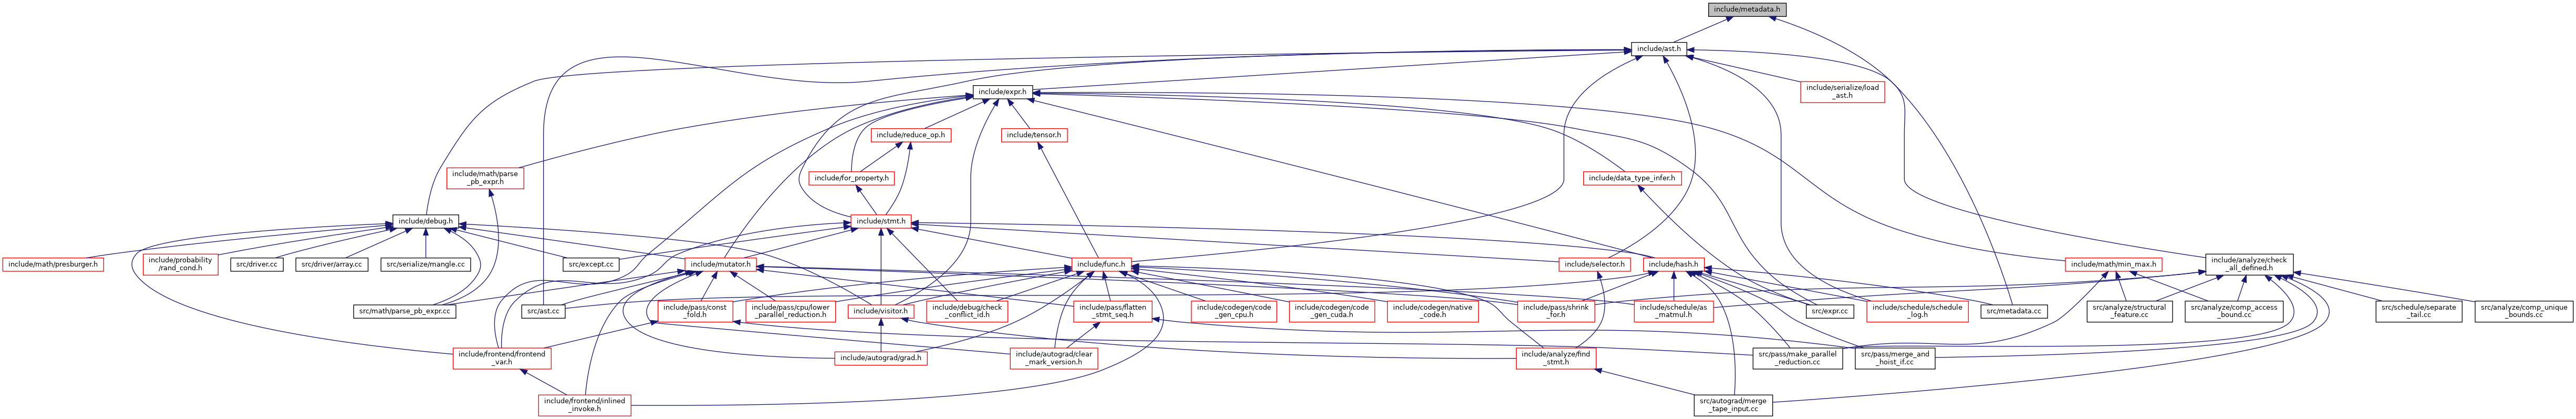 include/metadata.h
include/ast.h
include/expr.h
include/serialize/load
_ast.h
include/reduce_op.h
include/tensor.h
include/math/parse
_pb_expr.h
include/for_property.h
include/data_type_infer.h
include/debug.h
include/stmt.h
include/math/presburger.h
include/probability
/rand_cond.h
src/driver.cc
src/driver/array.cc
src/serialize/mangle.cc
src/except.cc
include/mutator.h
include/func.h
include/selector.h
include/hash.h
include/math/min_max.h
include/analyze/check
_all_defined.h
src/math/parse_pb_expr.cc
src/ast.cc
include/pass/const
_fold.h
include/pass/cpu/lower
_parallel_reduction.h
include/visitor.h
include/debug/check
_conflict_id.h
include/pass/flatten
_stmt_seq.h
include/codegen/code
_gen_cpu.h
include/codegen/code
_gen_cuda.h
include/codegen/native
_code.h
include/pass/shrink
_for.h
include/schedule/as
_matmul.h
src/expr.cc
include/schedule/schedule
_log.h
src/metadata.cc
src/analyze/structural
_feature.cc
src/analyze/comp_access
_bound.cc
src/schedule/separate
_tail.cc
src/analyze/comp_unique
_bounds.cc
include/frontend/frontend
_var.h
include/autograd/grad.h
include/autograd/clear
_mark_version.h
include/analyze/find
_stmt.h
src/pass/make_parallel
_reduction.cc
src/pass/merge_and
_hoist_if.cc
include/frontend/inlined
_invoke.h
src/autograd/merge
_tape_input.cc